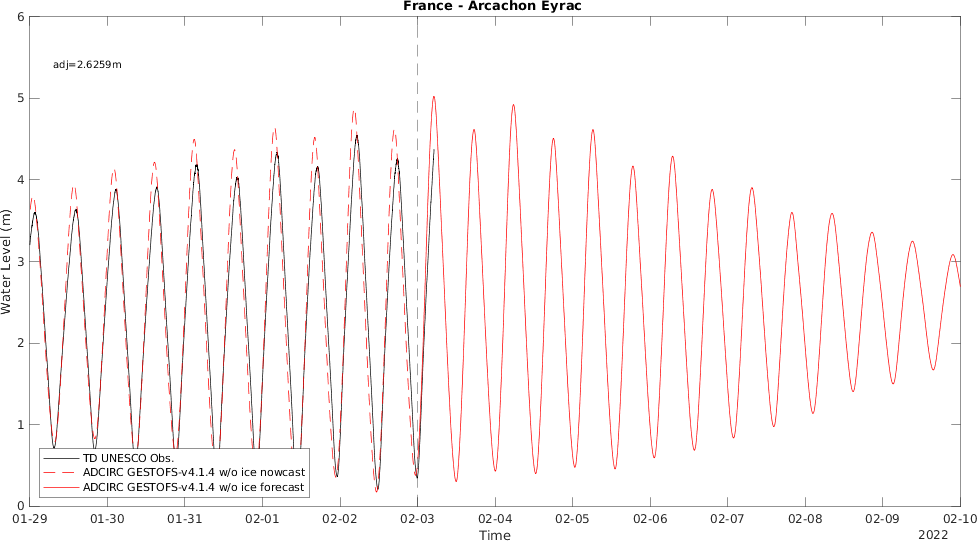 France - Arcachon Eyrac
6
adj=2.6259m
5
4
3
Water Level (m)
2
1
TD UNESCO Obs.
ADCIRC GESTOFS-v4.1.4 w/o ice nowcast
ADCIRC GESTOFS-v4.1.4 w/o ice forecast
0
01-29 01-30 01-31 02-01 02-02 02-03 02-04 02-05 02-06 02-07 02-08 02-09 02-10
Time
2022